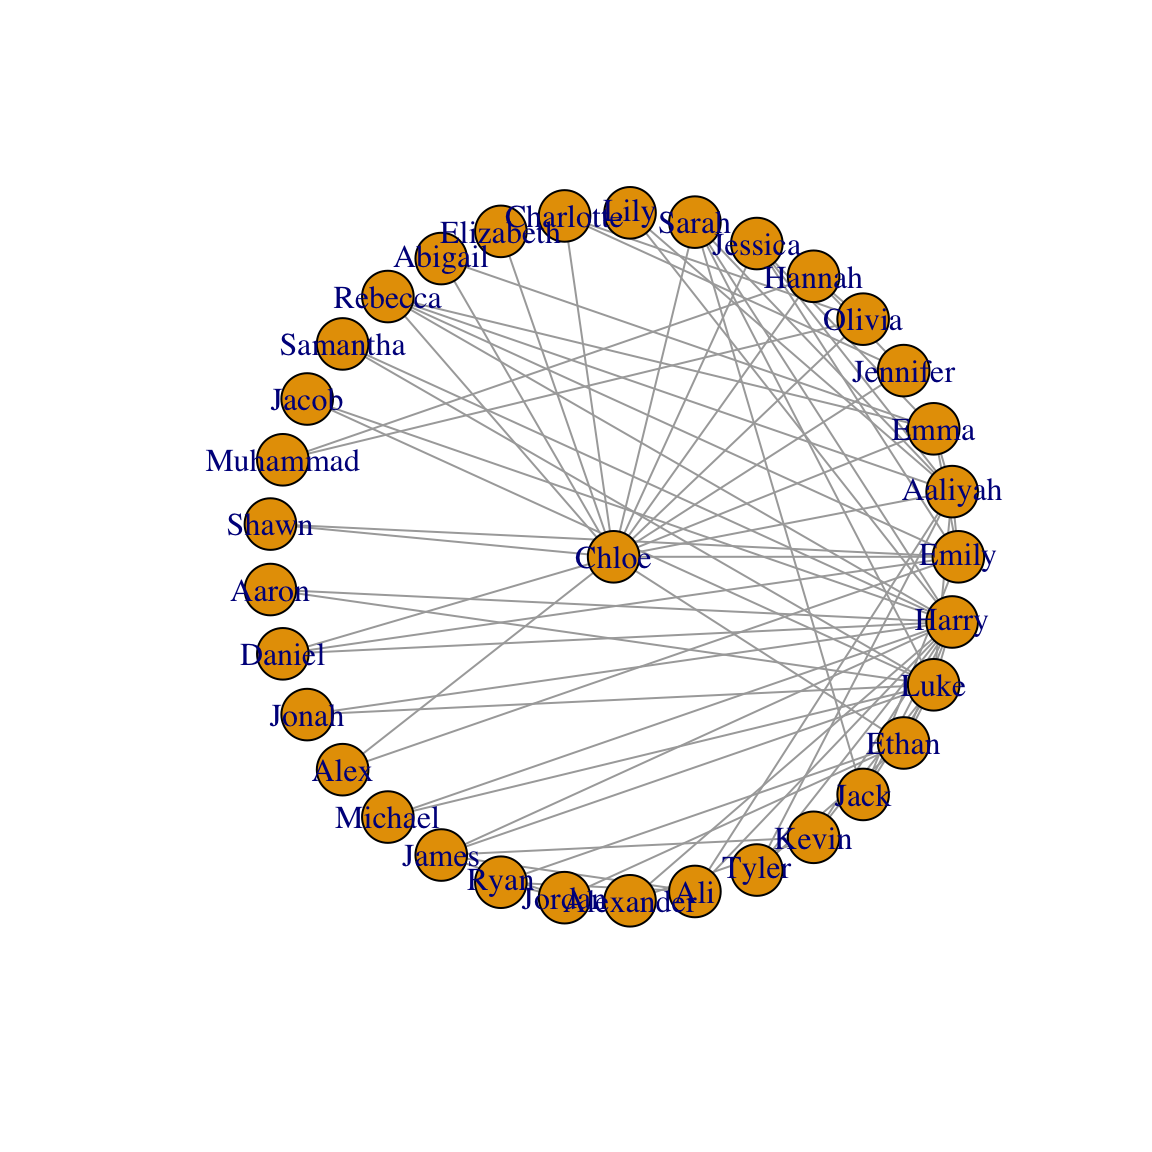 Lily
Charlotte
Sarah
Elizabeth
Jessica
Abigail
Hannah
Rebecca
Olivia
Samantha
Jennifer
Jacob
Emma
Muhammad
Aaliyah
Shawn
Chloe
Emily
Aaron
Harry
Daniel
Luke
Jonah
Ethan
Alex
Jack
Michael
Kevin
James
Tyler
Ryan
Ali
Jordan
Alexander